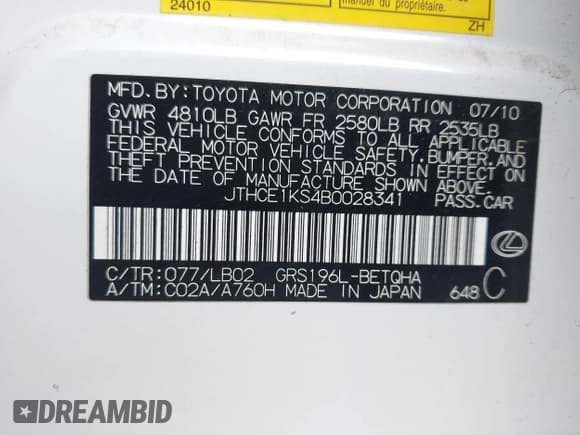 24010
manuel du propriétaire.
ZH
MFD. BY: TOYOTA MOTOR CORPORATION 07/10
GVWR 4810LB GAWR FR 2580LB RR 2535LB
THIS VEHICLE CONFORMS TO ALL APPLICABLE
FEDERAL MOTOR VEHICLE SAFETY, BUMPER, AND
THEFT PREVENTION STANDARDS IN EFFECT ON
THE DATE OF MANUFACTURE SHOWN ABOVE.
JTHCE1KS4B0028341 PASS. CAR
C/TR: 077/LB02 GRS196L-BETQHA
A/TM: C02A/A760H MADE IN JAPAN 648 C
DREAMBID